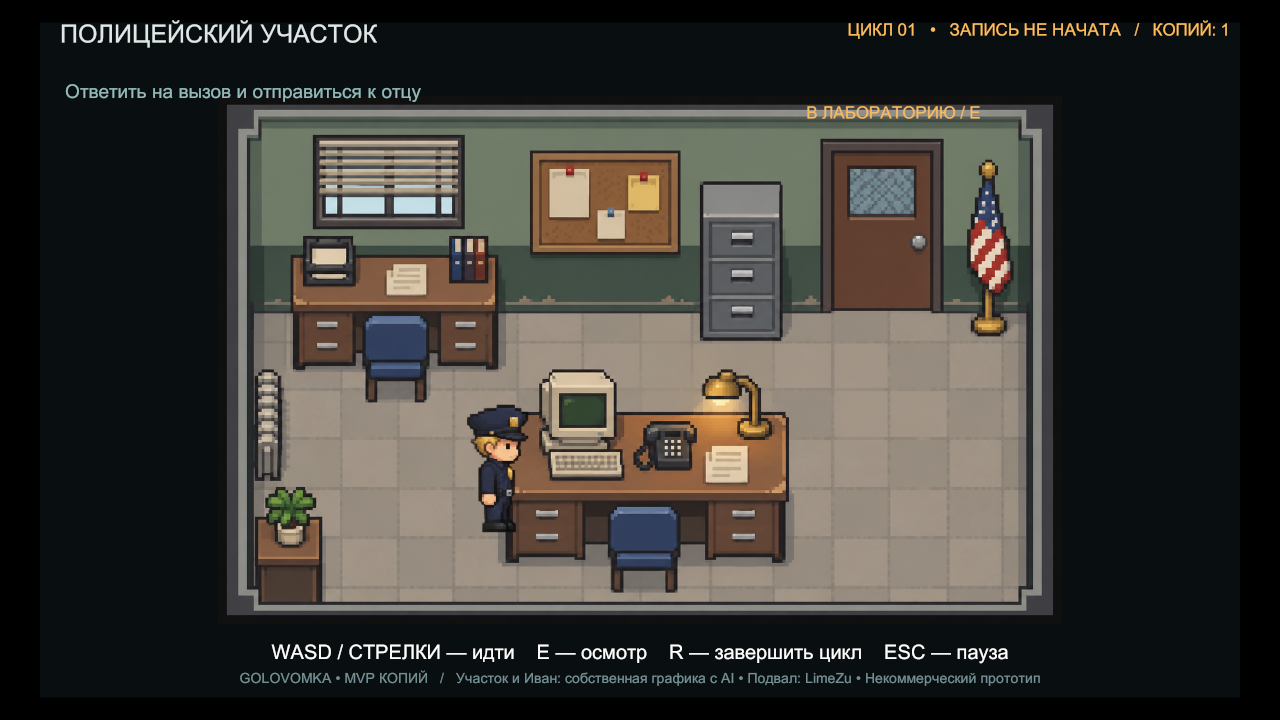 ПОЛИЦЕЙСКИЙ УЧАСТОК
ЦИКЛ 01 • ЗАПИСЬ НЕ НАЧАТА / КОПИЙ: 1
Ответить на вызов и отправиться к отцу
В ЛАБОРАТОРИЮ / E
WASD / СТРЕЛКИ — идти E — осмотр R — завершить цикл ESC — пауза
GOLOVOMKA • MVP КОПИЙ / Участок и Иван: собственная графика с AI • Подвал: LimeZu • Некоммерческий прототип